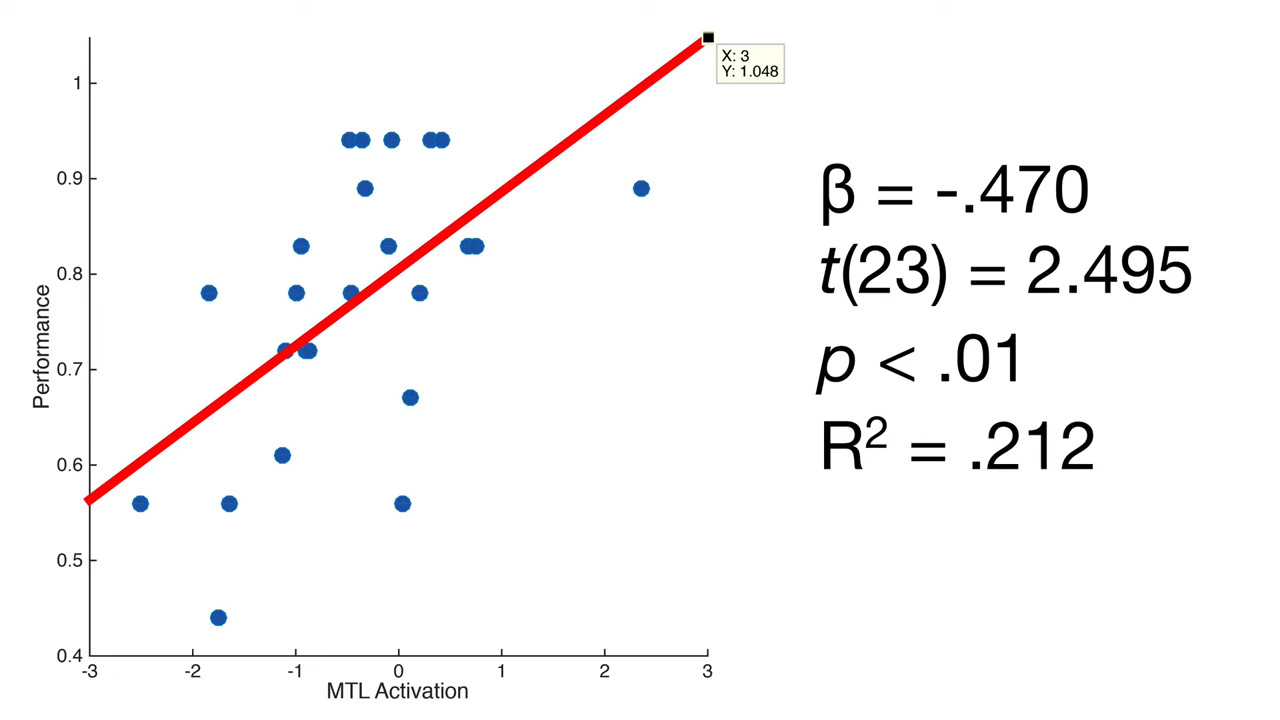 1
0.9
0.8
0.7
0.6
0.5
0.4
Performance
-3 -2 -1 0 1 2 3
MTL Activation
X: 3
Y: 1.048
β = -.470
t(23) = 2.495
p < .01
R² = .212